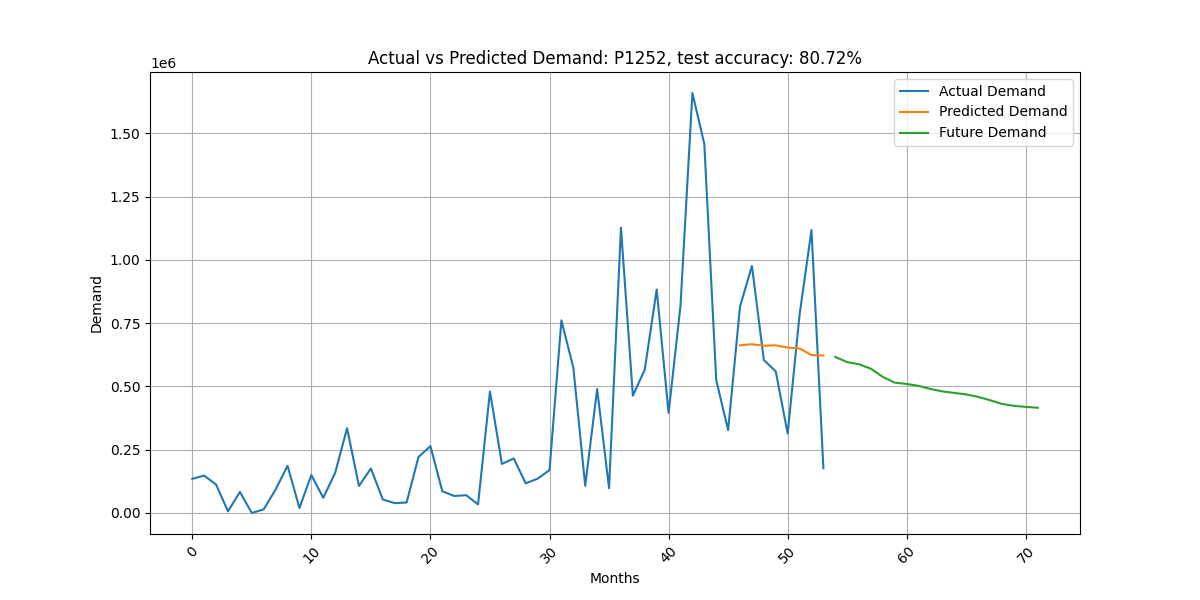 Actual vs Predicted Demand: P1252, test accuracy: 80.72%
1e6
Actual Demand
Predicted Demand
Future Demand
1.50
1.25
1.00
0.75
0.50
0.25
0.00
Demand
0 10 20 30 40 50 60 70
Months